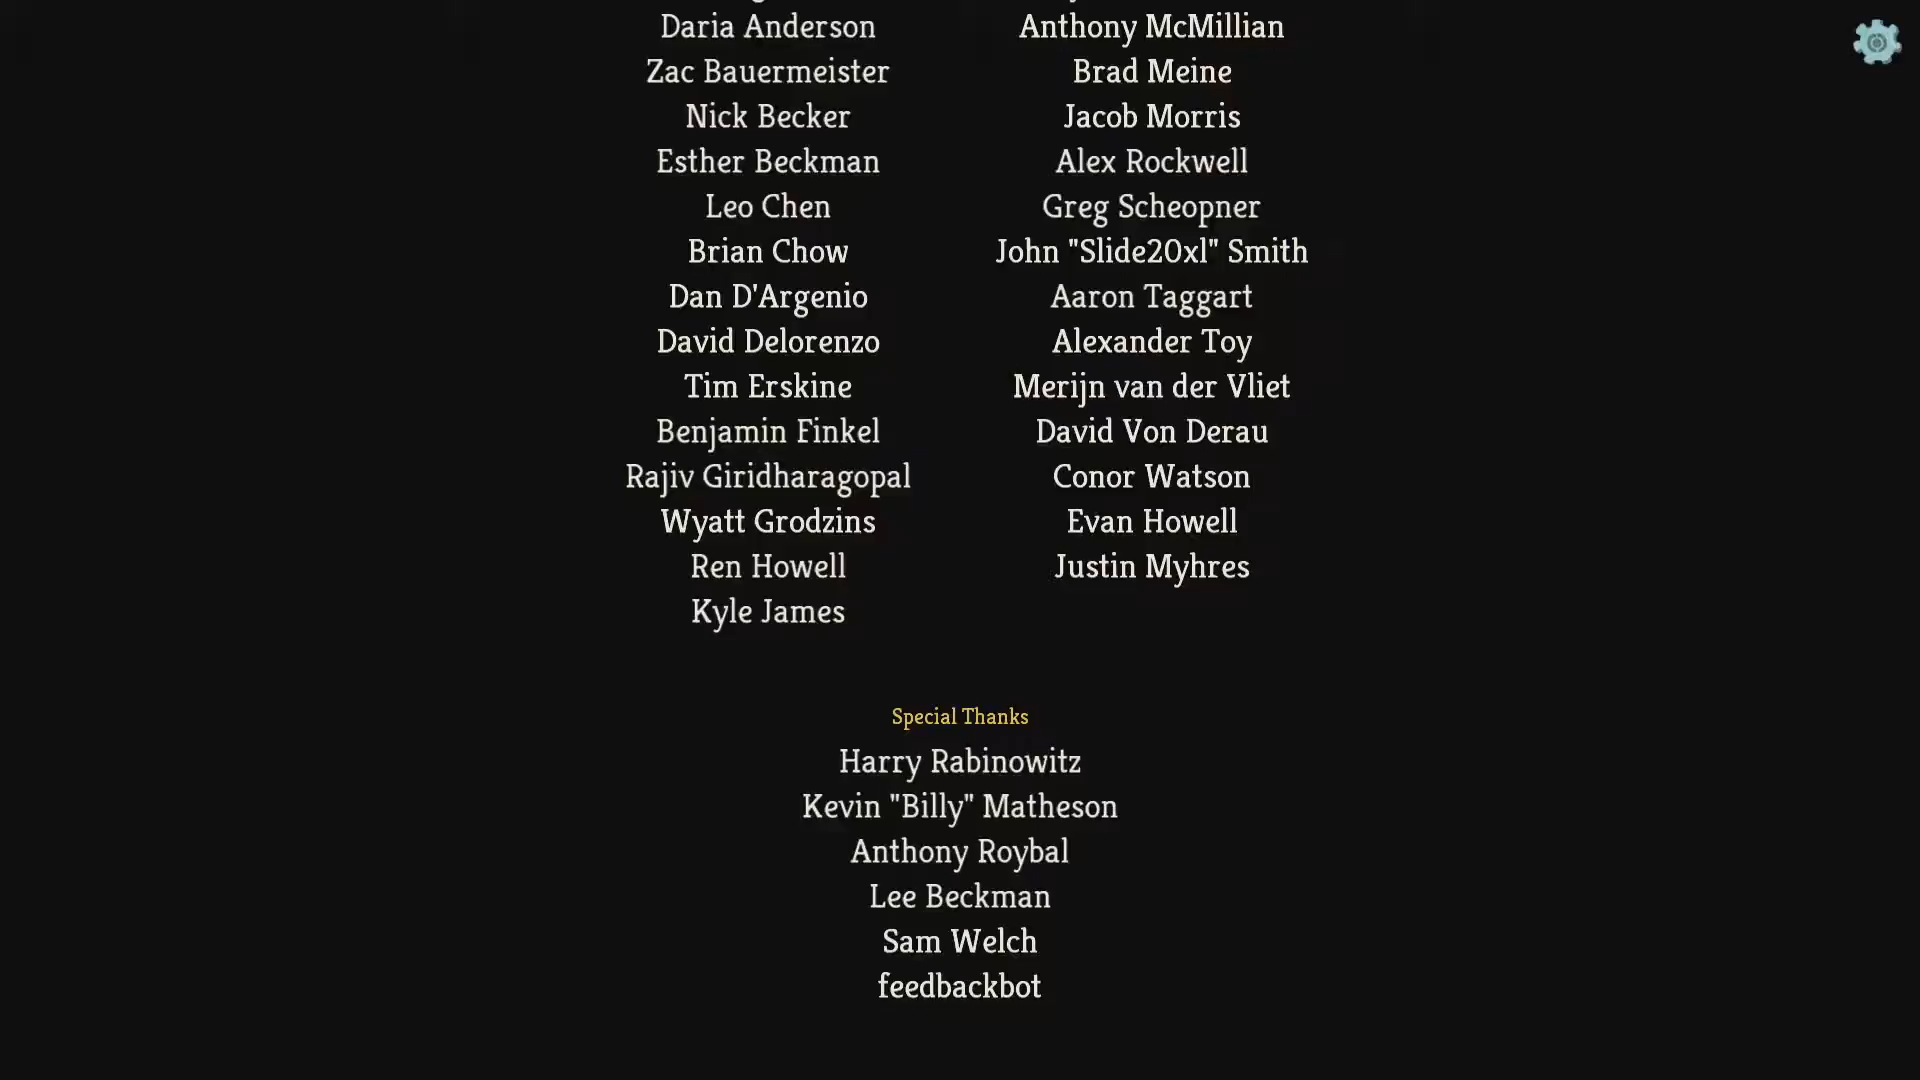 Daria Anderson
Zac Bauermeister
Nick Becker
Esther Beckman
Leo Chen
Brian Chow
Dan D'Argenio
David Delorenzo
Tim Erskine
Benjamin Finkel
Rajiv Giridharagopal
Wyatt Grodzins
Ren Howell
Kyle James
Anthony McMillian
Brad Meine
Jacob Morris
Alex Rockwell
Greg Scheopner
John "Slide20xl" Smith
Aaron Taggart
Alexander Toy
Merijn van der Vliet
David Von Derau
Conor Watson
Evan Howell
Justin Myhres
Special Thanks
Harry Rabinowitz
Kevin "Billy" Matheson
Anthony Roybal
Lee Beckman
Sam Welch
feedbackbot